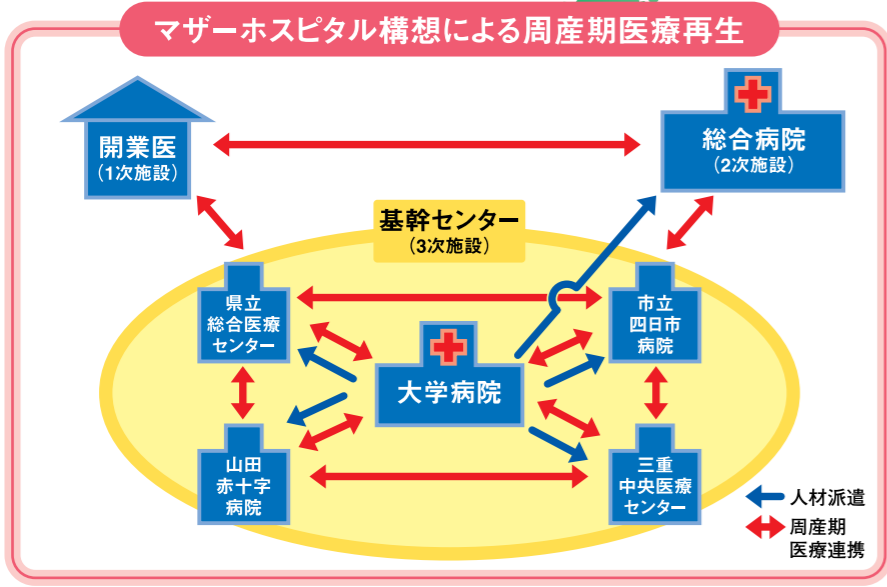 マザーホスピタル構想による周産期医療再生
開業医
(1次施設)
総合病院
(2次施設)
基幹センター
(3次施設)
県立
総合医療
センター
市立
四日市
病院
大学病院
山田
赤十字
病院
三重
中央医療
センター
人材派遣
周産期
医療連携